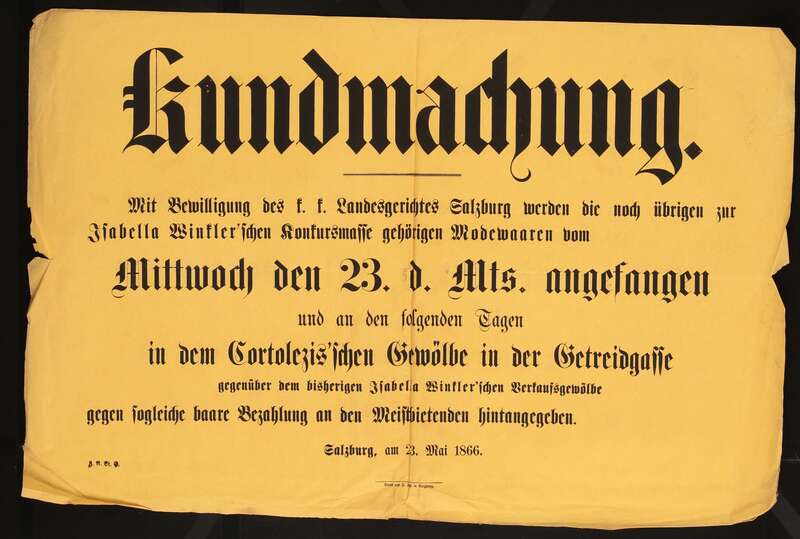 Kundmachung.
Mit Bewilligung des k. k. Landesgerichtes Salzburg werden die noch übrigen zur
Isabella Winkler'schen Konkursmasse gehörigen Modewaaren vom
Mittwoch den 23. d. Mts. angefangen
und an den folgenden Tagen
in dem Cortolezis'schen Gewölbe in der Getreidgasse
gegenüber dem bisherigen Isabela Winkler'schen Verkaufsgewölbe
gegen sogleiche baare Bezahlung an den Meistbietenden hintangegeben.
Salzburg, am 23. Mai 1866.